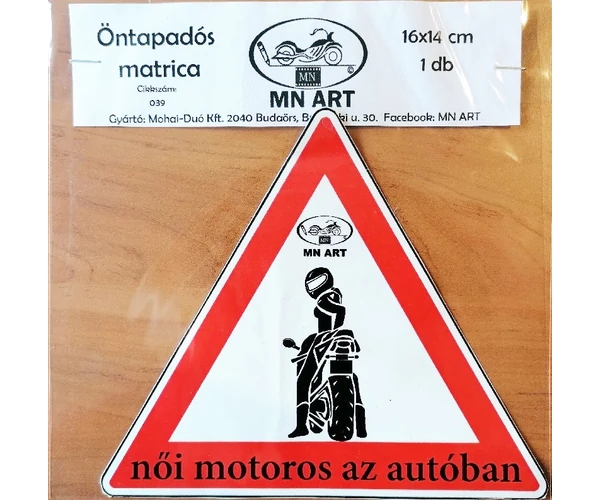 Öntapadós
matrica
Cikkszám:
039
MN
MN ART
16x14 cm
1 db
Gyártó: Mohai-Duó Kft. 2040 Budaörs, u. 30. Facebook: MN ART
MN
MN ART
női motoros az autóban